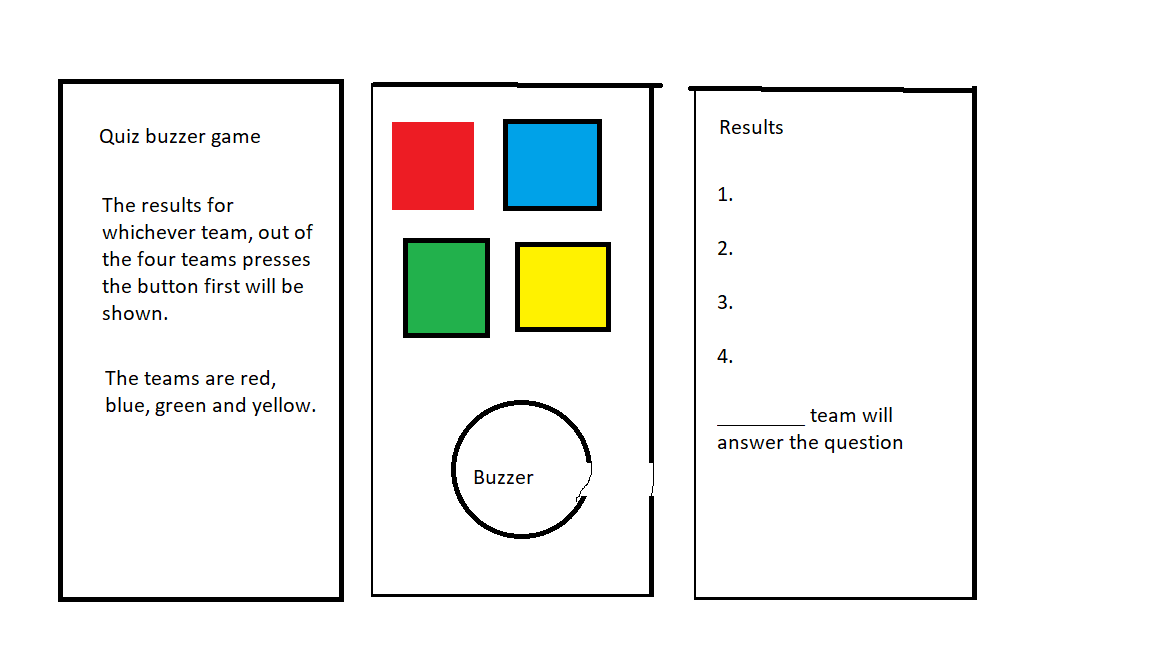 Quiz buzzer game
The results for
whichever team, out of
the four teams presses
the button first will be
shown.
The teams are red,
blue, green and yellow.
Buzzer
Results
1.
2.
3.
4.
________ team will
answer the question